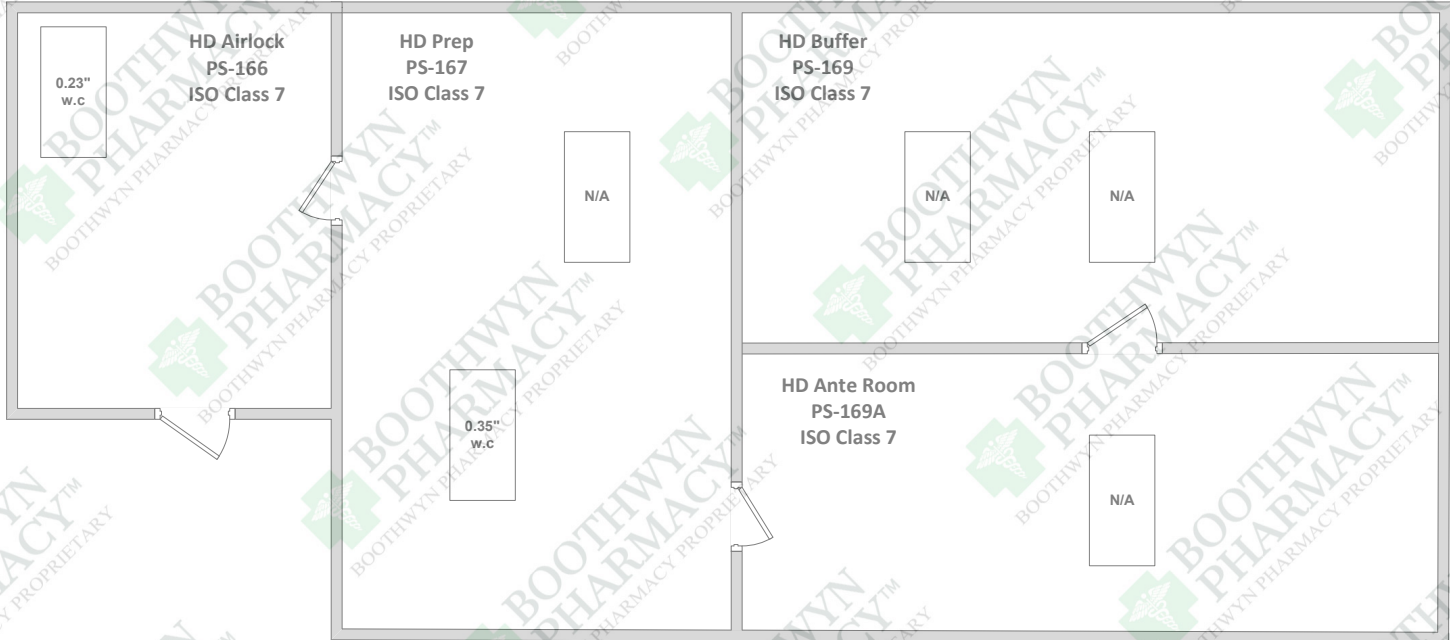 HD Airlock
PS-166
ISO Class 7
0.23"
w.c
HD Prep
PS-167
ISO Class 7
N/A
0.35"
w.c
HD Buffer
PS-169
ISO Class 7
N/A
N/A
HD Ante Room
PS-169A
ISO Class 7
N/A
BOOTHWYN
PHARMACY™
BOOTHWYN PHARMACY PROPRIETARY